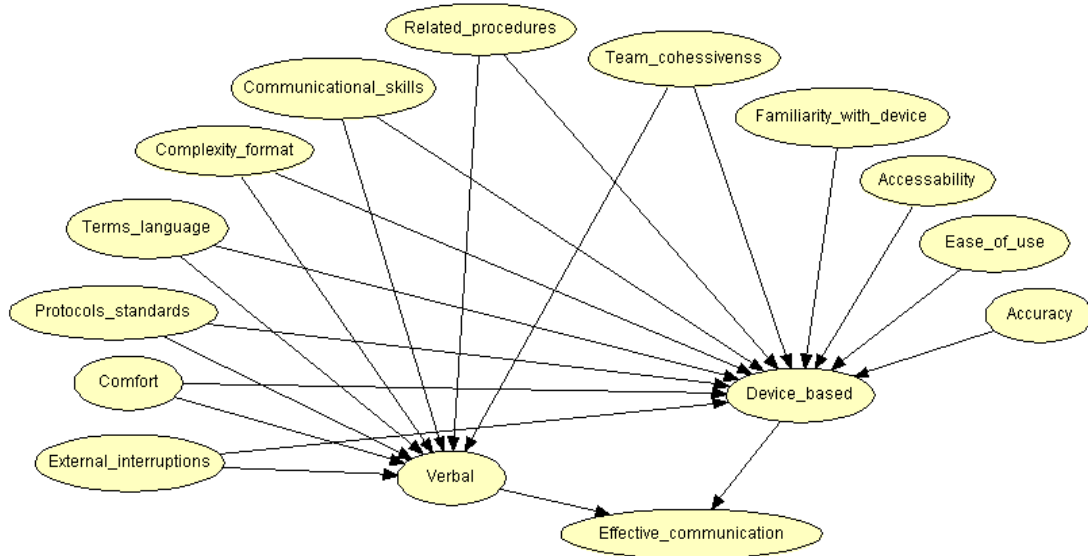 Related_procedures
Team_cohessivenss
Communicational_skills
Familiarity_with_device
Complexity_format
Accessability
Terms_language
Ease_of_use
Protocols_standards
Accuracy
Comfort
Device_based
External_interruptions
Verbal
Effective_communication